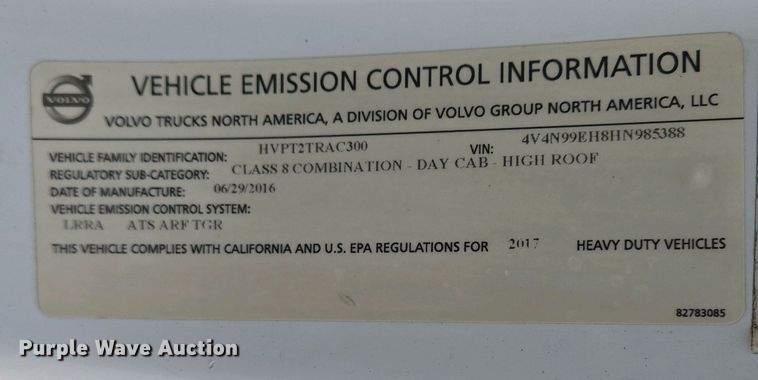 VOLVO
VEHICLE EMISSION CONTROL INFORMATION
VOLVO TRUCKS NORTH AMERICA, A DIVISION OF VOLVO GROUP NORTH AMERICA, LLC
VEHICLE FAMILY IDENTIFICATION: HVPT2TRAC300 VIN: 4V4N99EH8HN985388
REGULATORY SUB-CATEGORY: CLASS 8 COMBINATION - DAY CAB - HIGH ROOF
DATE OF MANUFACTURE: 06/29/2016
VEHICLE EMISSION CONTROL SYSTEM:
LRRA ATS ARF TGR
THIS VEHICLE COMPLIES WITH CALIFORNIA AND U.S. EPA REGULATIONS FOR 2017 HEAVY DUTY VEHICLES
82783085
Purple Wave Auction